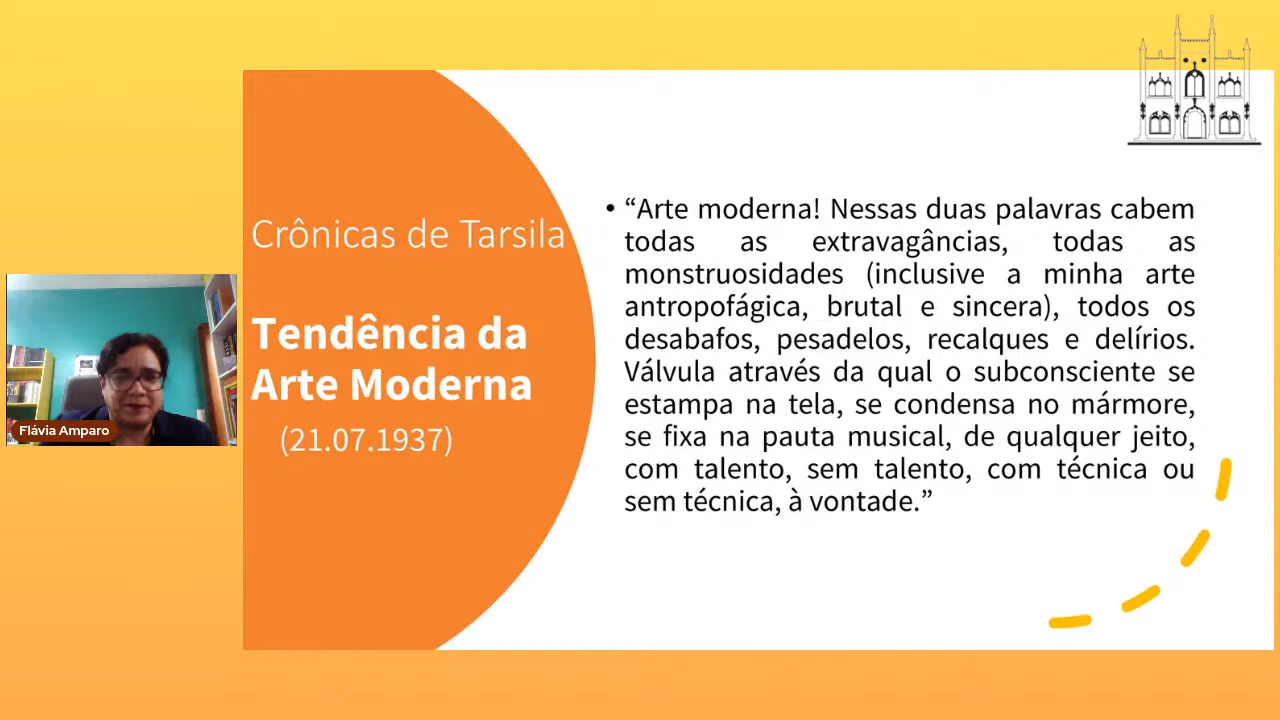 Crônicas de Tarsila
Tendência da
Arte Moderna
(21.07.1937)
• “Arte moderna! Nessas duas palavras cabem
todas as extravagâncias, todas as
monstruosidades (inclusive a minha arte
antropofágica, brutal e sincera), todos os
desabafos, pesadelos, recalques e delírios.
Válvula através da qual o subconsciente se
estampa na tela, se condensa no mármore,
se fixa na pauta musical, de qualquer jeito,
com talento, sem talento, com técnica ou
sem técnica, à vontade.”
Flávia Amparo